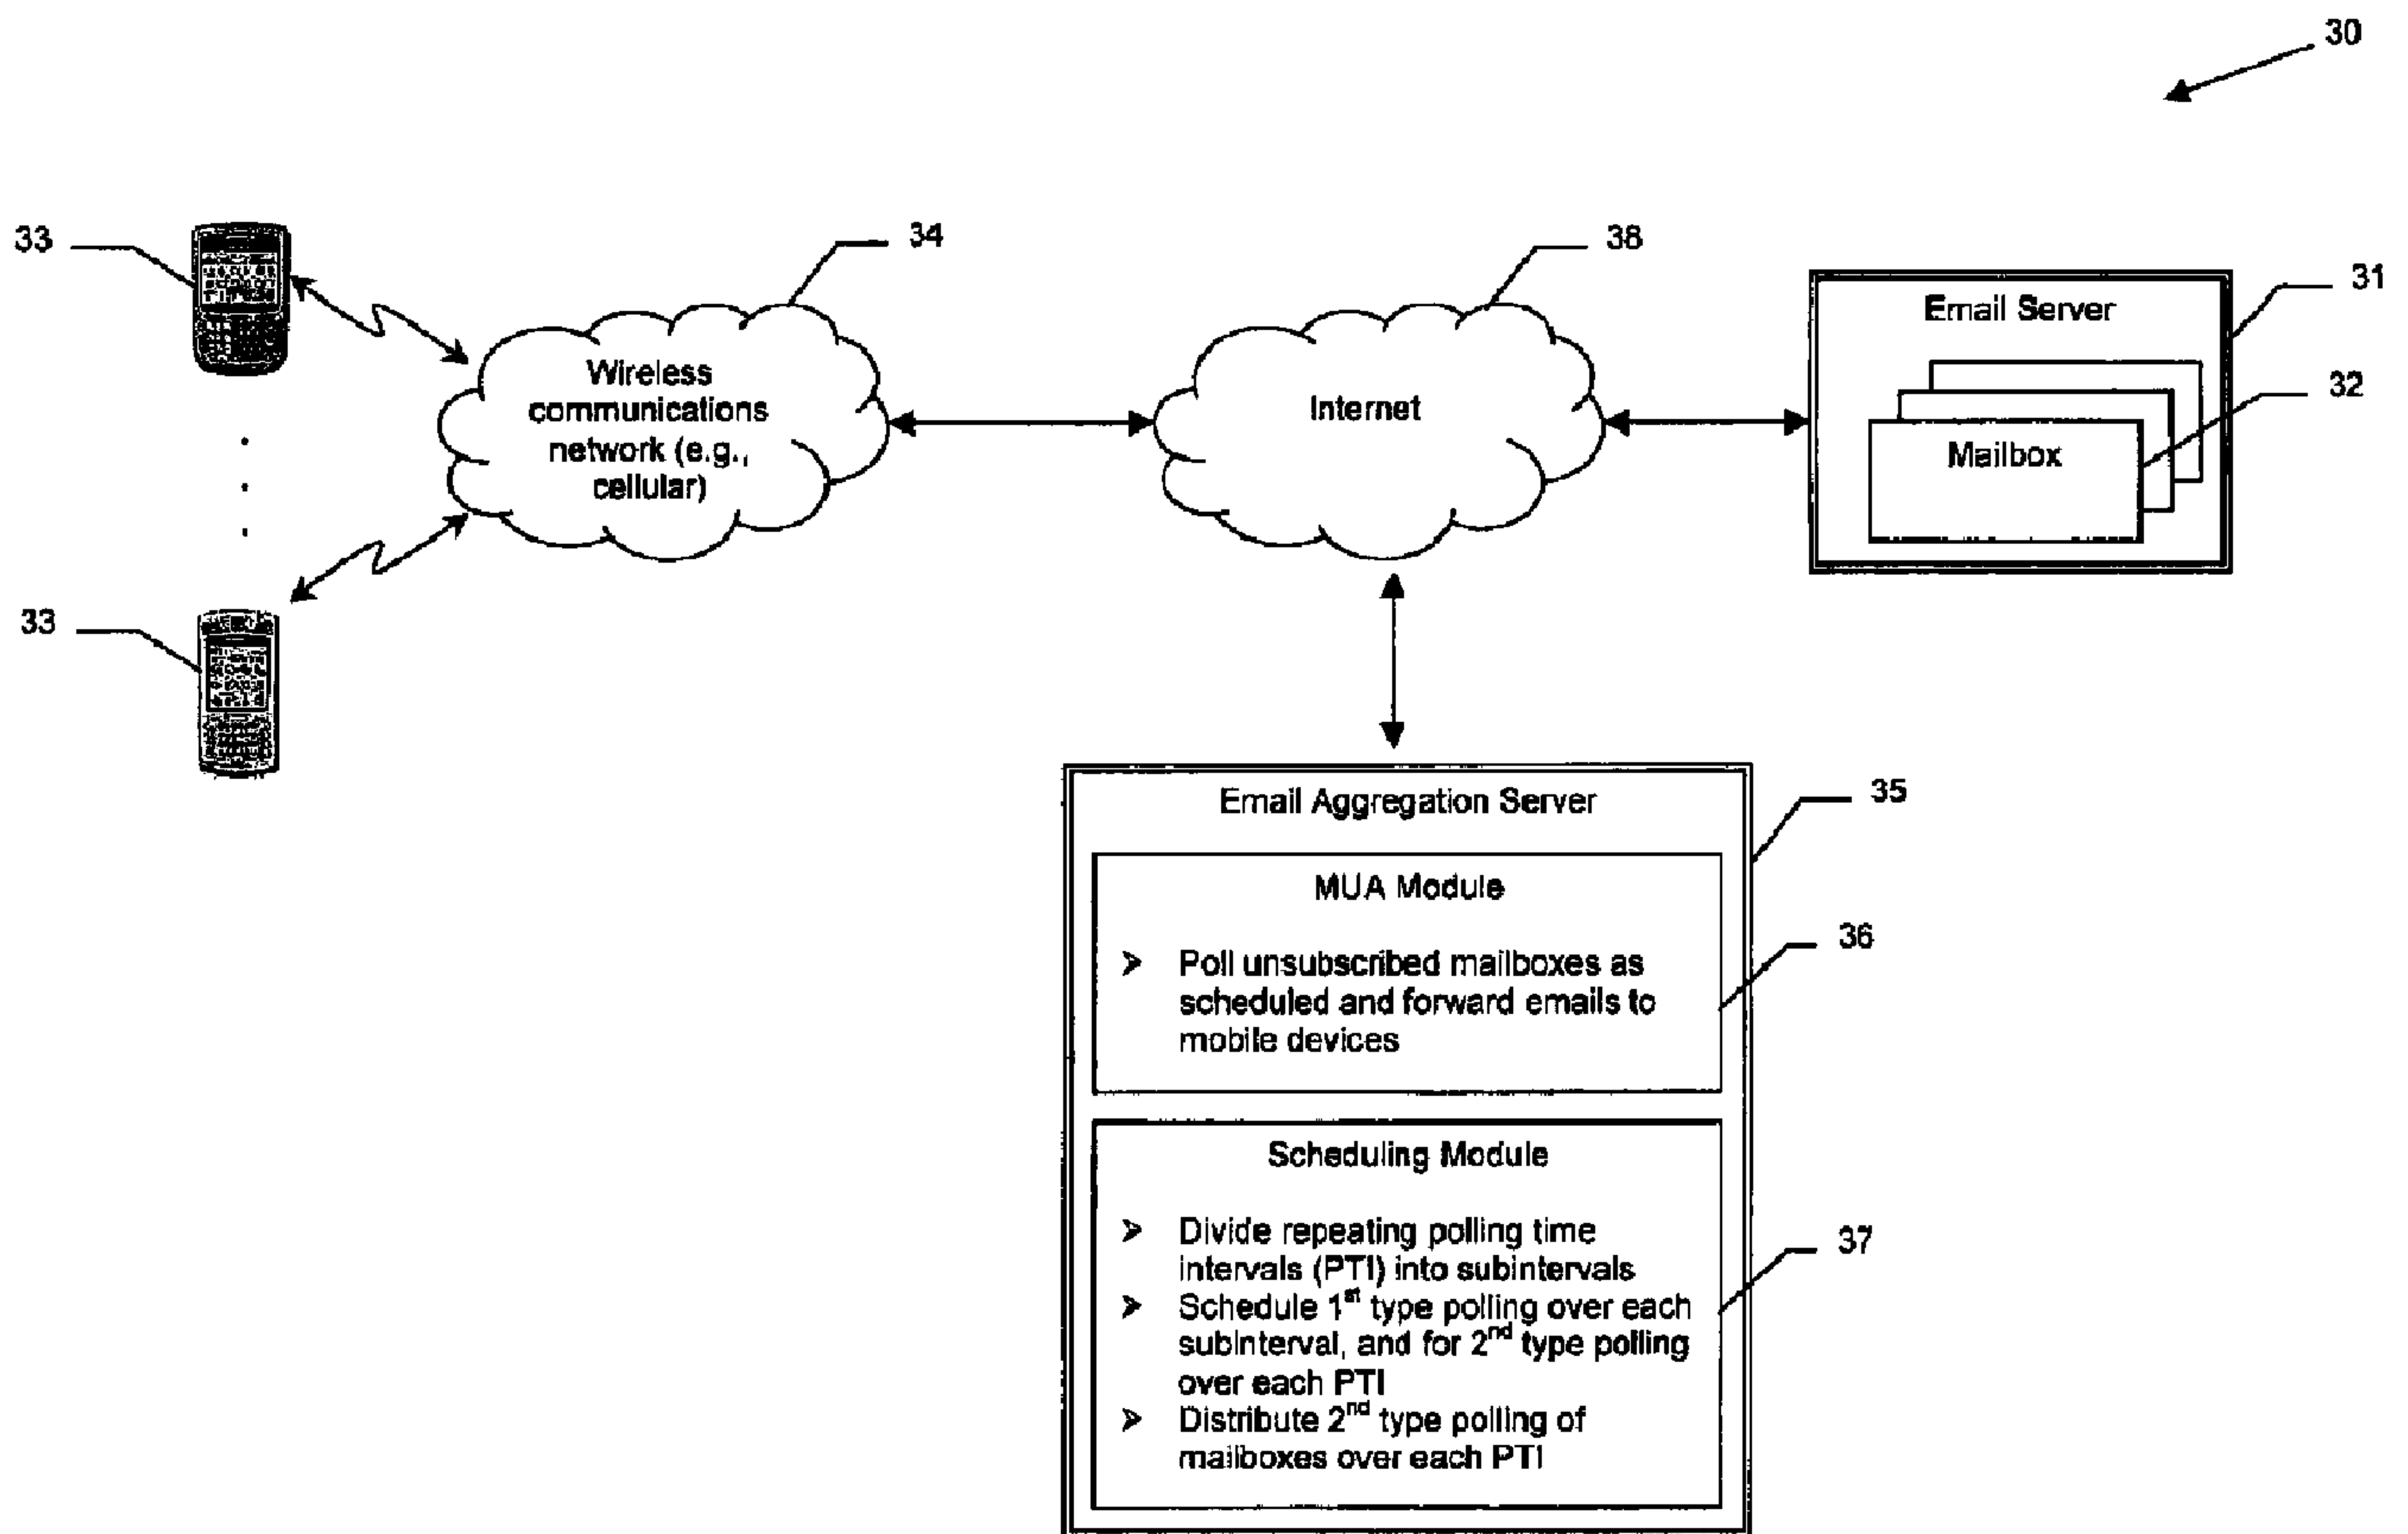 30
33
34
38
31
Email Server
32
Mailbox
Wireless
communications
network (e.g.,
cellular)
Internet
33
35
Email Aggregation Server
MUA Module
36
➢ Poll unsubscribed mailboxes as
scheduled and forward emails to
mobile devices
Scheduling Module
37
➢ Divide repeating polling time
intervals (PTI) into subintervals
➢ Schedule 1st type polling over each
subinterval, and for 2nd type polling
over each PTI
➢ Distribute 2nd type polling of
mailboxes over each PTI